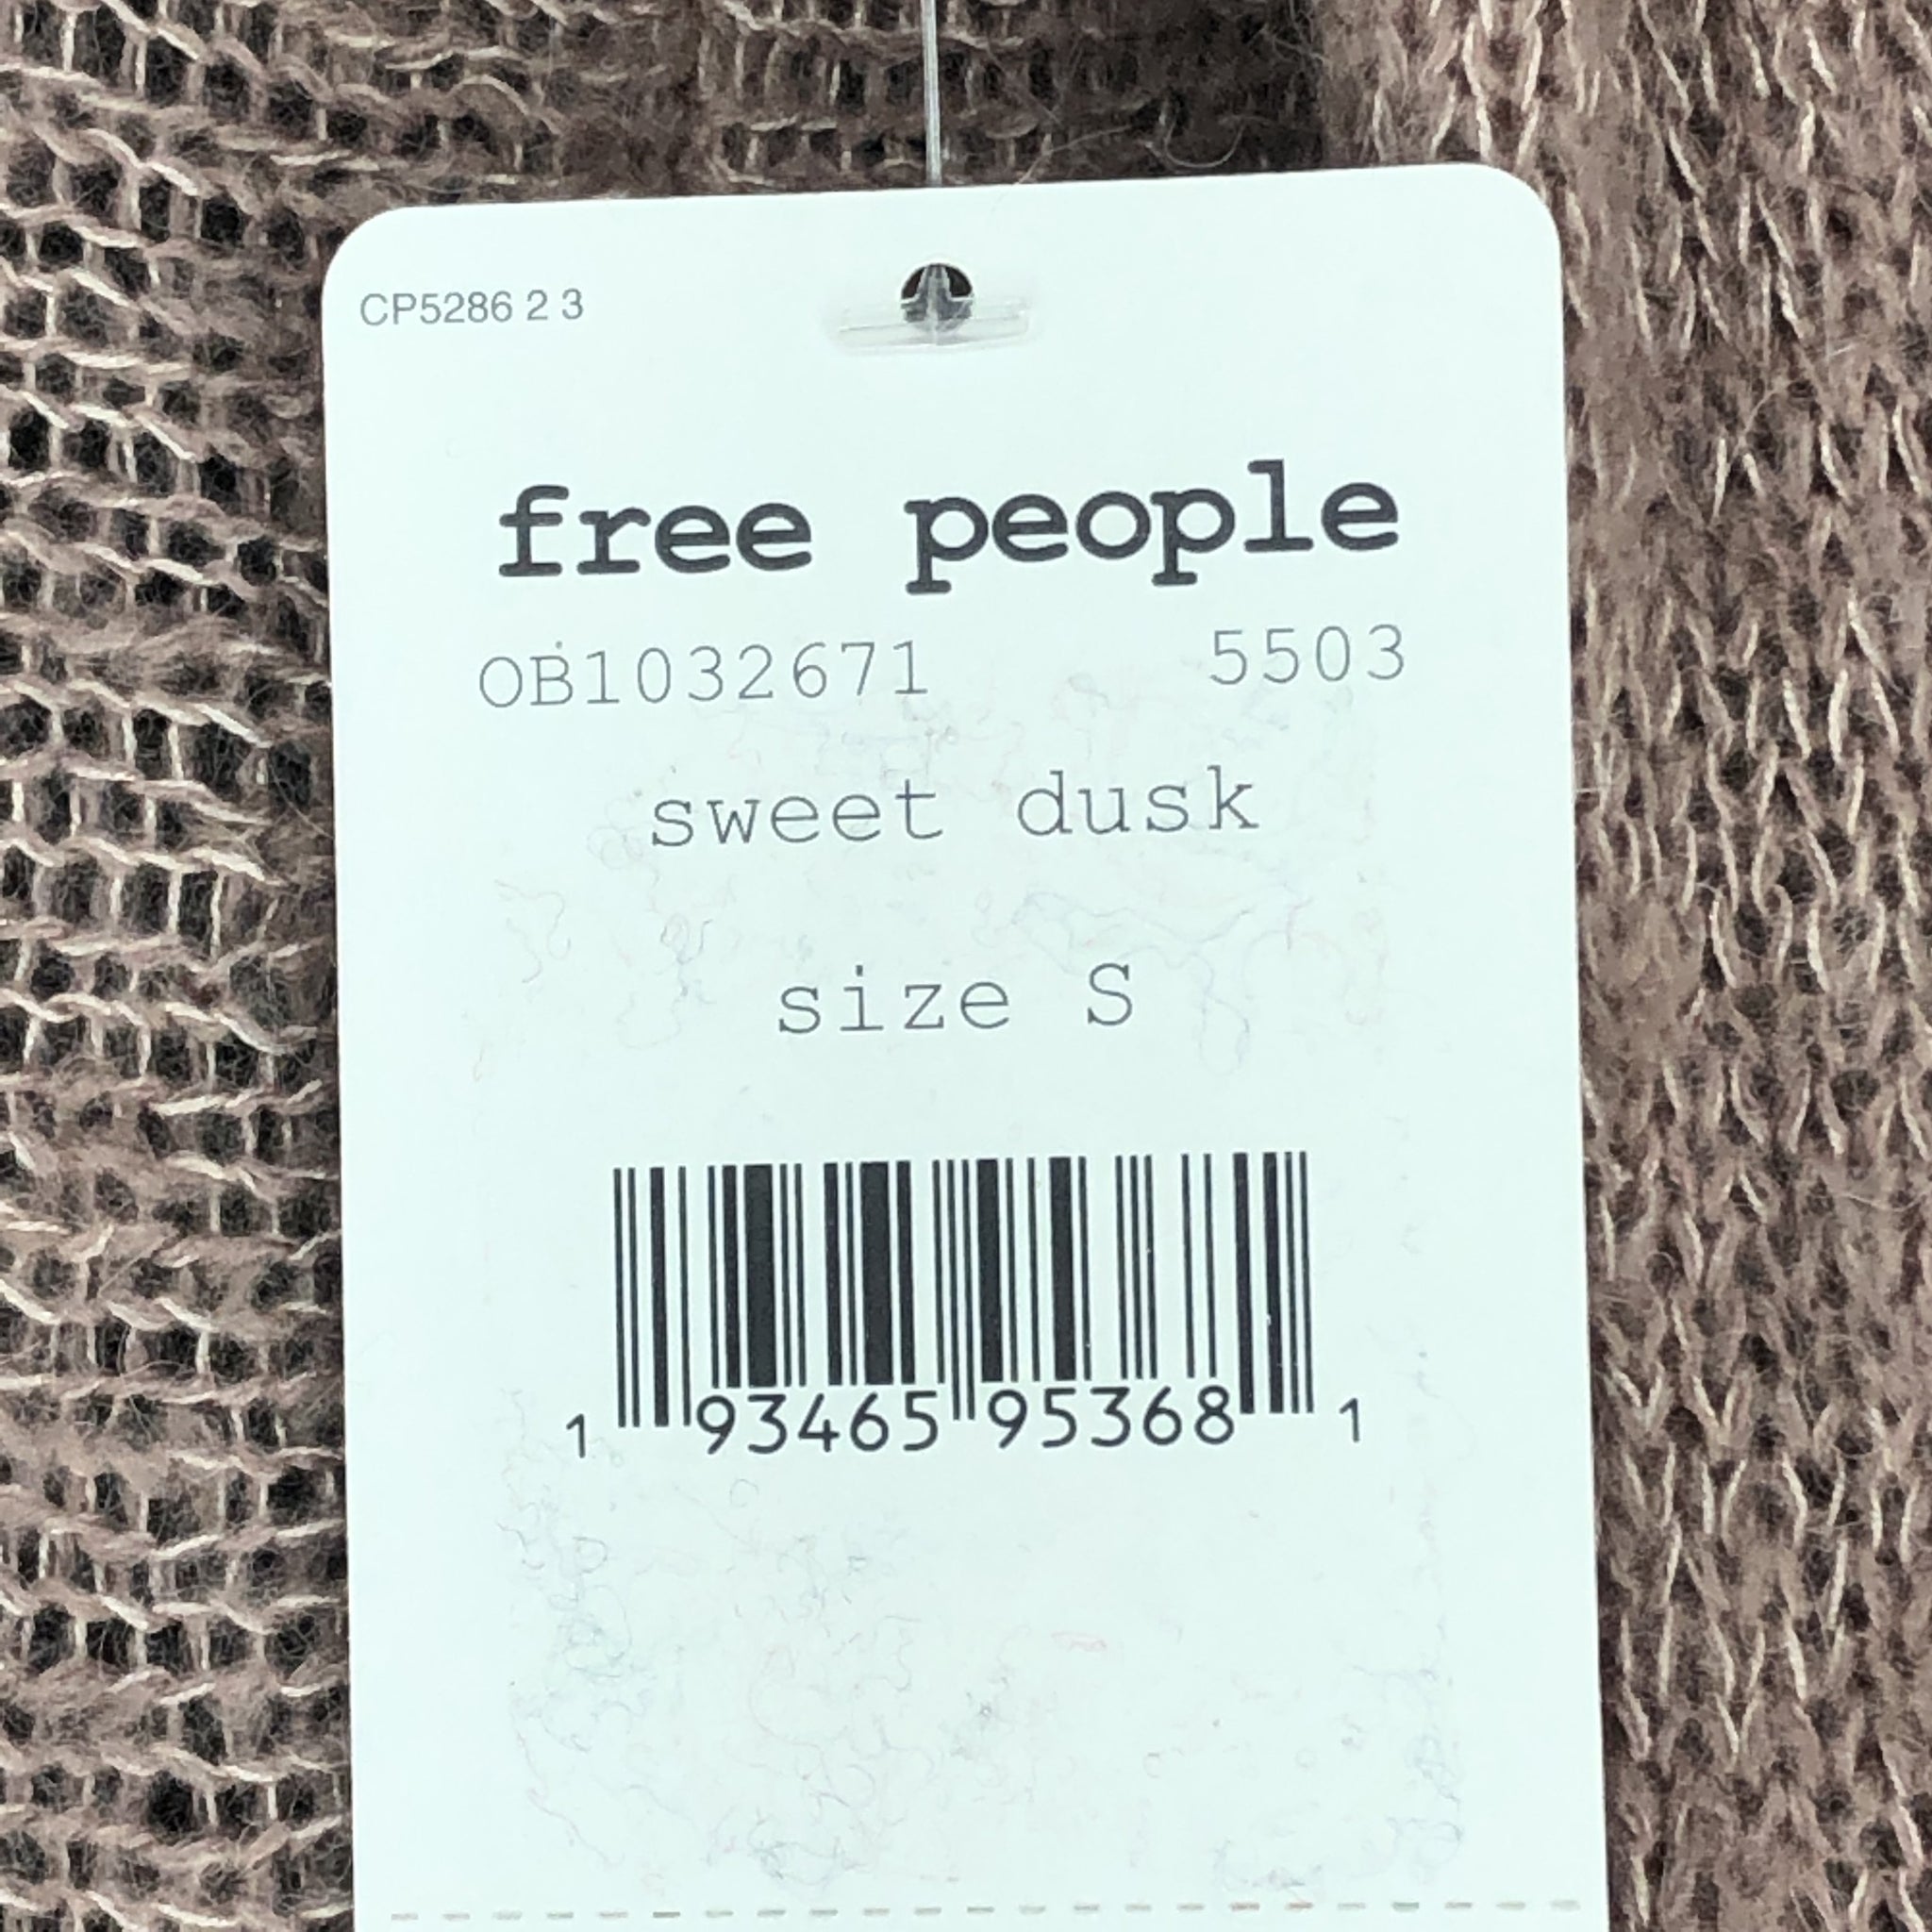 CP5286 2 3
free people
OB1032671 5503
sweet dusk
size S
1 93465 95368 1